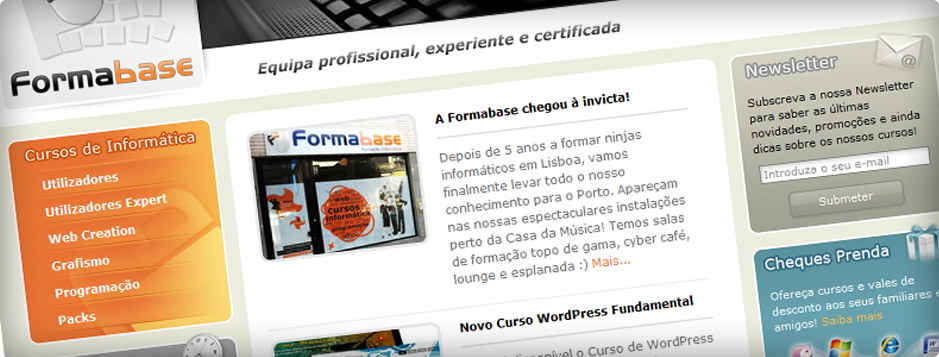 Formabase
Equipa profissional, experiente e certificada
Cursos de Informática
Utilizadores
Utilizadores Expert
Web Creation
Grafismo
Programação
Packs
Formabase
web
cursos
informática
programação
A Formabase chegou à invicta!
Depois de 5 anos a formar ninjas
informáticos em Lisboa, vamos
finalmente levar todo o nosso
conhecimento para o Porto. Apareçam
nas nossas espectaculares instalações
perto da Casa da Música! Temos salas
de formação topo de gama, cyber café,
lounge e esplanada :) Mais...
Novo Curso WordPress Fundamental
disponível o Curso de WordPress
Newsletter
Subscreva a nossa Newsletter
para saber as últimas
novidades, promoções e ainda
dicas sobre os nossos cursos!
Introduza o seu e-mail
Submeter
Cheques Prenda
Ofereça cursos e vales de
desconto aos seus familiares e
amigos! Saiba mais